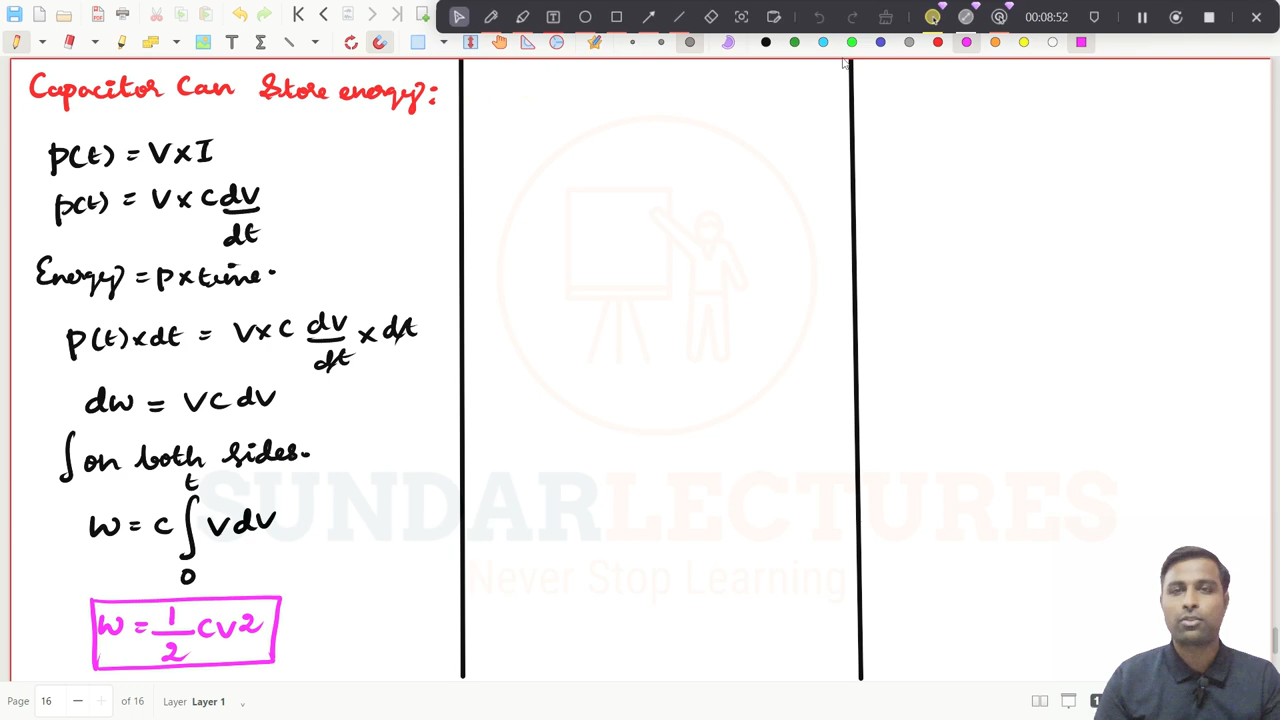 00:08:52
Capacitor Can Store energy:
p(t) = V x I
p(t) = V x C dV/dt
Energy = P x time.
p(t) x dt = V x C dV/dt x dt
dw = VC dV
∫ on both sides.
w = C ∫₀ᵗ V dV
W = 1/2 CV2
SUNDARLECTURES
Never Stop Learning
Page 16 of 16 Layer Layer 1
1